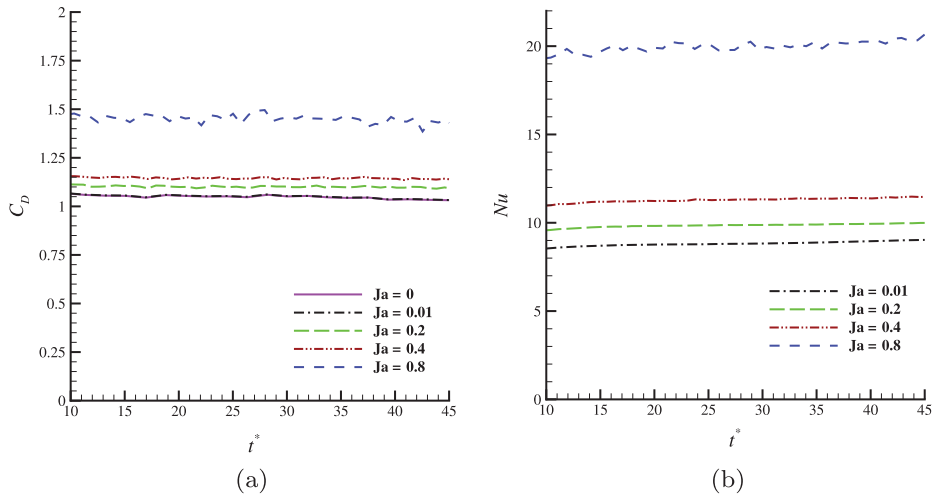 2
1.75
1.5
1.25
1
0.75
0.5
0.25
0
C_D
10 15 20 25 30 35 40 45
t*
Ja = 0
Ja = 0.01
Ja = 0.2
Ja = 0.4
Ja = 0.8
(a)
20
15
10
5
0
Nu
10 15 20 25 30 35 40 45
t*
Ja = 0.01
Ja = 0.2
Ja = 0.4
Ja = 0.8
(b)